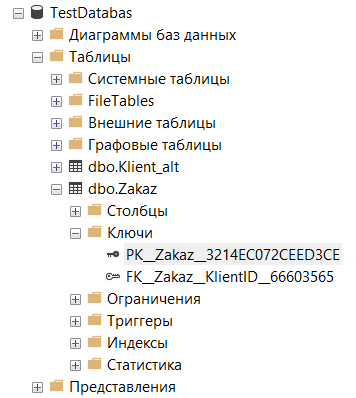 TestDatabas
Диаграммы баз данных
Таблицы
Системные таблицы
FileTables
Внешние таблицы
Графовые таблицы
dbo.Klient_alt
dbo.Zakaz
Столбцы
Ключи
PK__Zakaz__3214EC072CEED3CE
FK__Zakaz__KlientID__66603565
Ограничения
Триггеры
Индексы
Статистика
Представления